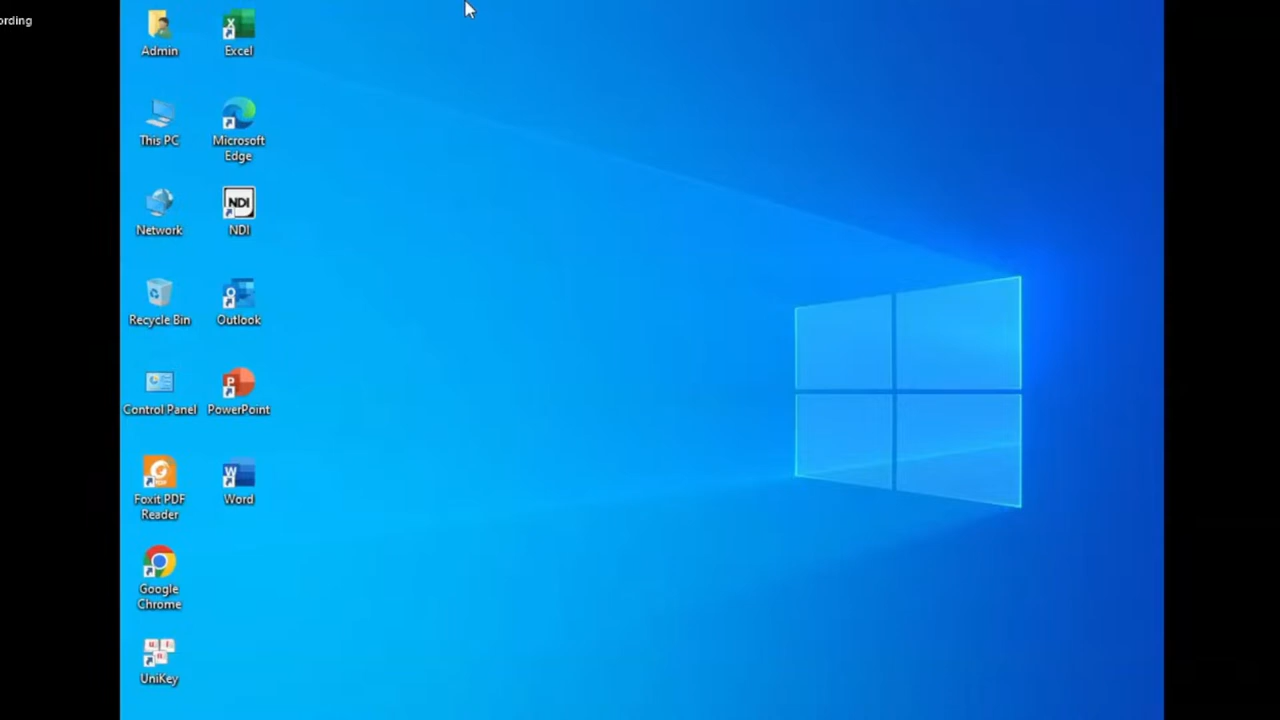 ording
Admin
Excel
This PC
Microsoft
Edge
Network
NDI
NDI
Recycle Bin
Outlook
Control Panel
PowerPoint
Foxit PDF
Reader
Word
Google
Chrome
UniKey